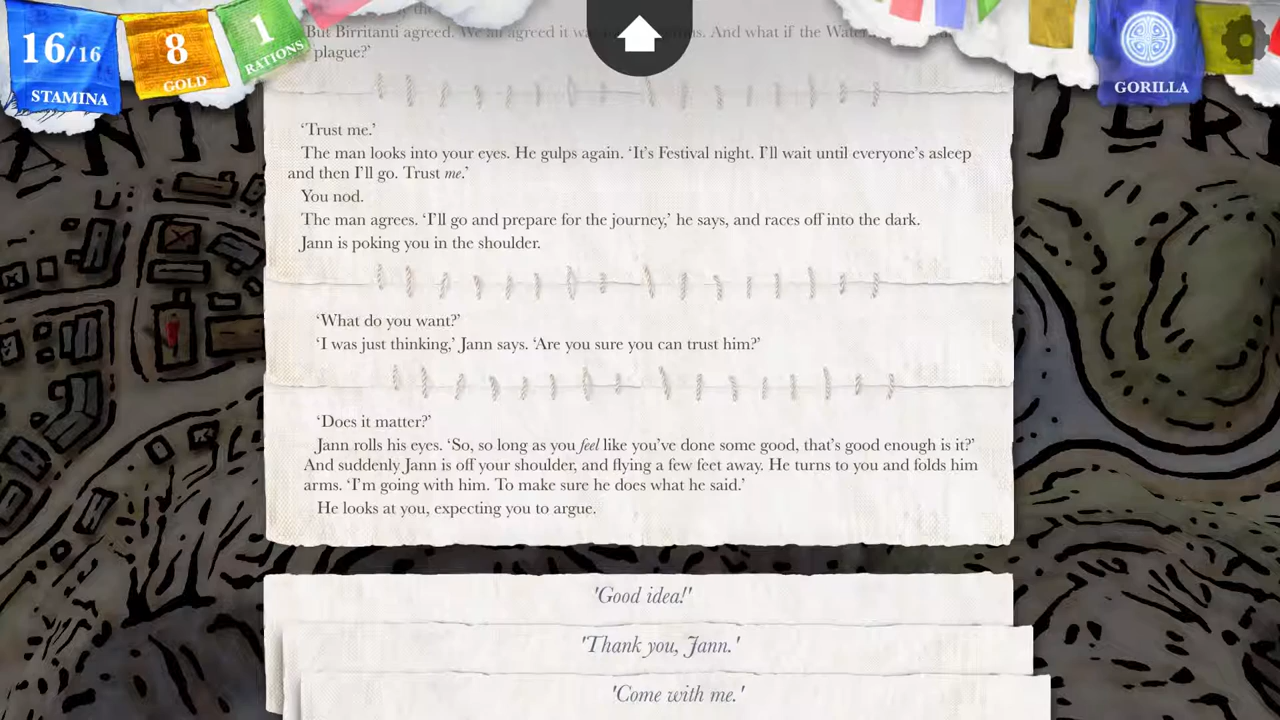 16/16
STAMINA
8
GOLD
1
RATIONS
GORILLA
But Birritanti agreed. We all agreed it was
And what if the
plague?’
‘Trust me.’
The man looks into your eyes. He gulps again. ‘It’s Festival night. I’ll wait until everyone’s asleep
and then I’ll go. Trust me.’
You nod.
The man agrees. ‘I’ll go and prepare for the journey,’ he says, and races off into the dark.
Jann is poking you in the shoulder.
‘What do you want?’
‘I was just thinking,’ Jann says. ‘Are you sure you can trust him?’
‘Does it matter?’
Jann rolls his eyes. ‘So, so long as you feel like you’ve done some good, that’s good enough is it?’
And suddenly Jann is off your shoulder, and flying a few feet away. He turns to you and folds him
arms. ‘I’m going with him. To make sure he does what he said.’
He looks at you, expecting you to argue.
'Good idea!'
'Thank you, Jann.'
'Come with me.'